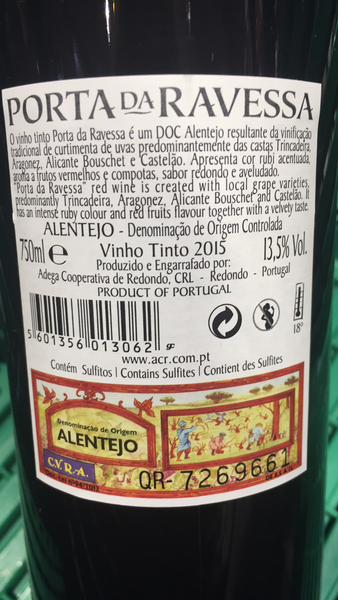 PORTA DA RAVESSA
O vinho tinto Porta da Ravessa é um DOC Alentejo resultante da vinificação
tradicional de curtimenta de uvas predominantemente das castas Trincadeira,
Aragonez, Alicante Bouschet e Castelão. Apresenta cor rubi acentuada,
aroma a frutos vermelhos e compotas, sabor redondo e aveludado.
"Porta da Ravessa" red wine is created with local grape varieties,
predominantly Trincadeira, Aragonez, Alicante Bouschet and Castelão. It
has an intense ruby colour and red fruits flavour together with a velvety taste.
ALENTEJO - Denominação de Origem Controlada
750ml e Vinho Tinto 2015 13,5% Vol.
Produzido e Engarrafado por:
Adega Cooperativa de Redondo, CRL - Redondo - Portugal
PRODUCT OF PORTUGAL
5 601356 013062
18º
www.acr.com.pt
Contém Sulfitos | Contains Sulfites | Contient des Sulfites
Denominação de Origem
ALENTEJO
C.V.R.A.
QR- 7269661